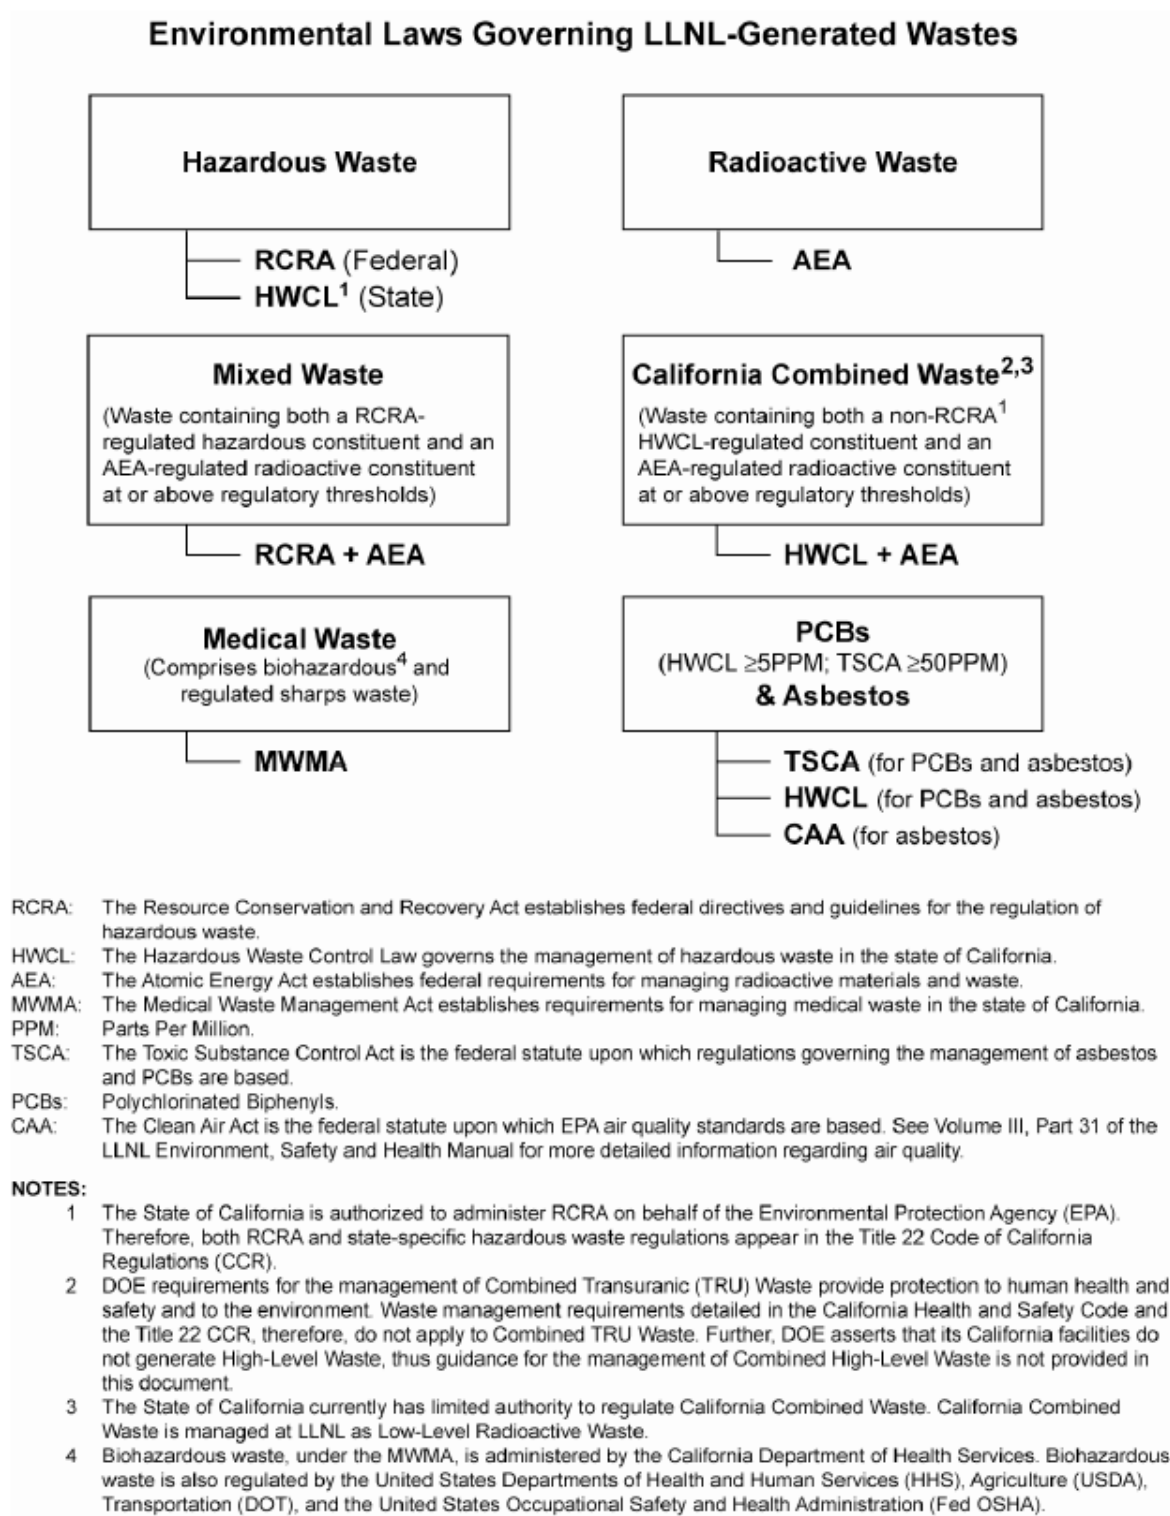 Environmental Laws Governing LLNL-Generated Wastes
Hazardous Waste
RCRA (Federal)
HWCL¹ (State)
Radioactive Waste
AEA
Mixed Waste
(Waste containing both a RCRA-
regulated hazardous constituent and an
AEA-regulated radioactive constituent
at or above regulatory thresholds)
RCRA + AEA
California Combined Waste²,³
(Waste containing both a non-RCRA¹
HWCL-regulated constituent and an
AEA-regulated radioactive constituent
at or above regulatory thresholds)
HWCL + AEA
Medical Waste
(Comprises biohazardous⁴ and
regulated sharps waste)
MWMA
PCBs
(HWCL ≥5PPM; TSCA ≥50PPM)
& Asbestos
TSCA (for PCBs and asbestos)
HWCL (for PCBs and asbestos)
CAA (for asbestos)
RCRA: The Resource Conservation and Recovery Act establishes federal directives and guidelines for the regulation of
hazardous waste.
HWCL: The Hazardous Waste Control Law governs the management of hazardous waste in the state of California.
AEA: The Atomic Energy Act establishes federal requirements for managing radioactive materials and waste.
MWMA: The Medical Waste Management Act establishes requirements for managing medical waste in the state of California.
PPM: Parts Per Million.
TSCA: The Toxic Substance Control Act is the federal statute upon which regulations governing the management of asbestos
and PCBs are based.
PCBs: Polychlorinated Biphenyls.
CAA: The Clean Air Act is the federal statute upon which EPA air quality standards are based. See Volume III, Part 31 of the
LLNL Environment, Safety and Health Manual for more detailed information regarding air quality.
NOTES:
1 The State of California is authorized to administer RCRA on behalf of the Environmental Protection Agency (EPA).
Therefore, both RCRA and state-specific hazardous waste regulations appear in the Title 22 Code of California
Regulations (CCR).
2 DOE requirements for the management of Combined Transuranic (TRU) Waste provide protection to human health and
safety and to the environment. Waste management requirements detailed in the California Health and Safety Code and
the Title 22 CCR, therefore, do not apply to Combined TRU Waste. Further, DOE asserts that its California facilities do
not generate High-Level Waste, thus guidance for the management of Combined High-Level Waste is not provided in
this document.
3 The State of California currently has limited authority to regulate California Combined Waste. California Combined
Waste is managed at LLNL as Low-Level Radioactive Waste.
4 Biohazardous waste, under the MWMA, is administered by the California Department of Health Services. Biohazardous
waste is also regulated by the United States Departments of Health and Human Services (HHS), Agriculture (USDA),
Transportation (DOT), and the United States Occupational Safety and Health Administration (Fed OSHA).